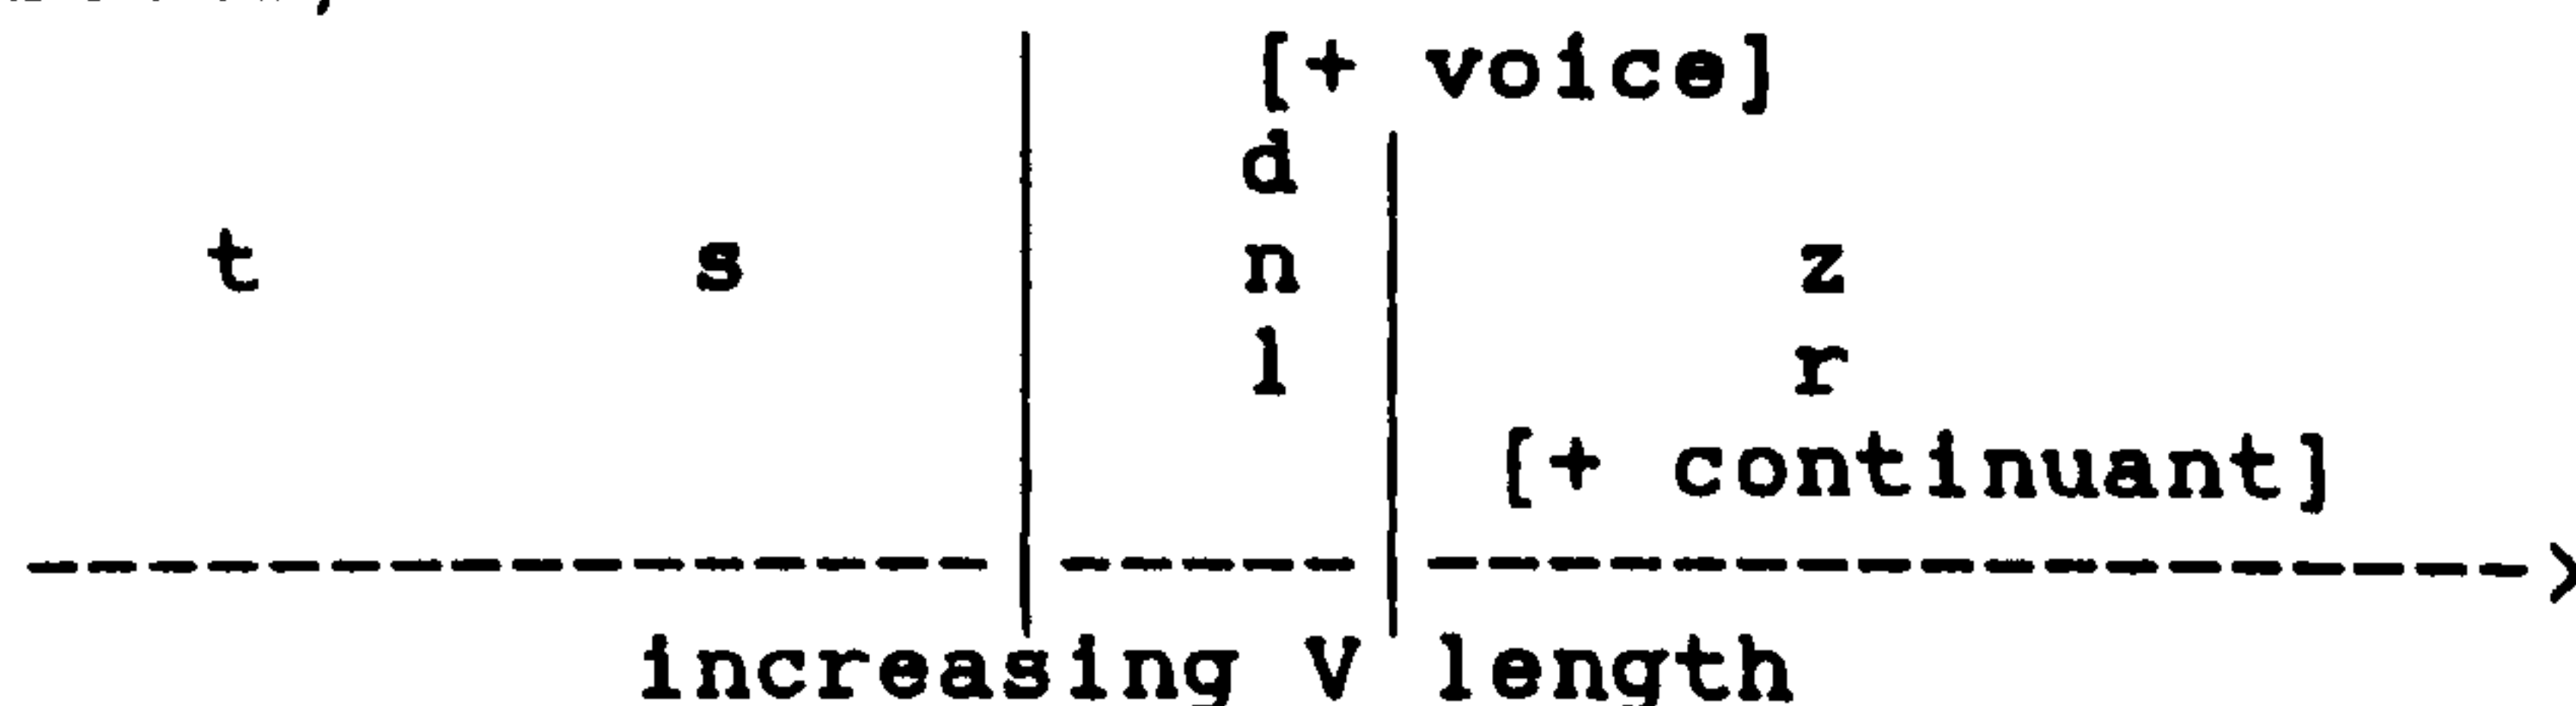 [+ voice]
d
t s n z
l r
[+ continuant]
increasing V length